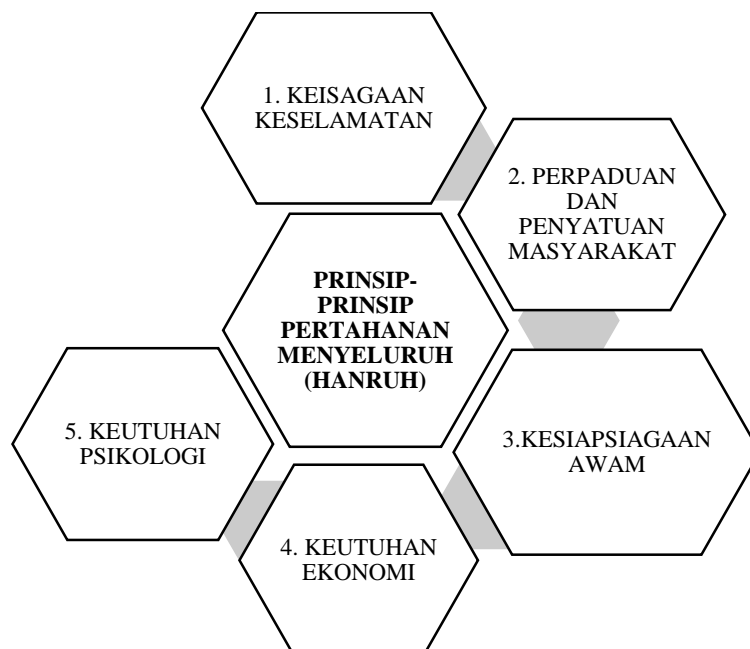 1. KEISAGAAN
KESELAMATAN
2. PERPADUAN
DAN
PENYATUAN
MASYARAKAT
PRINSIP-
PRINSIP
PERTAHANAN
MENYELURUH
(HANRUH)
3.KESIAPSIAGAAN
AWAM
4. KEUTUHAN
EKONOMI
5. KEUTUHAN
PSIKOLOGI